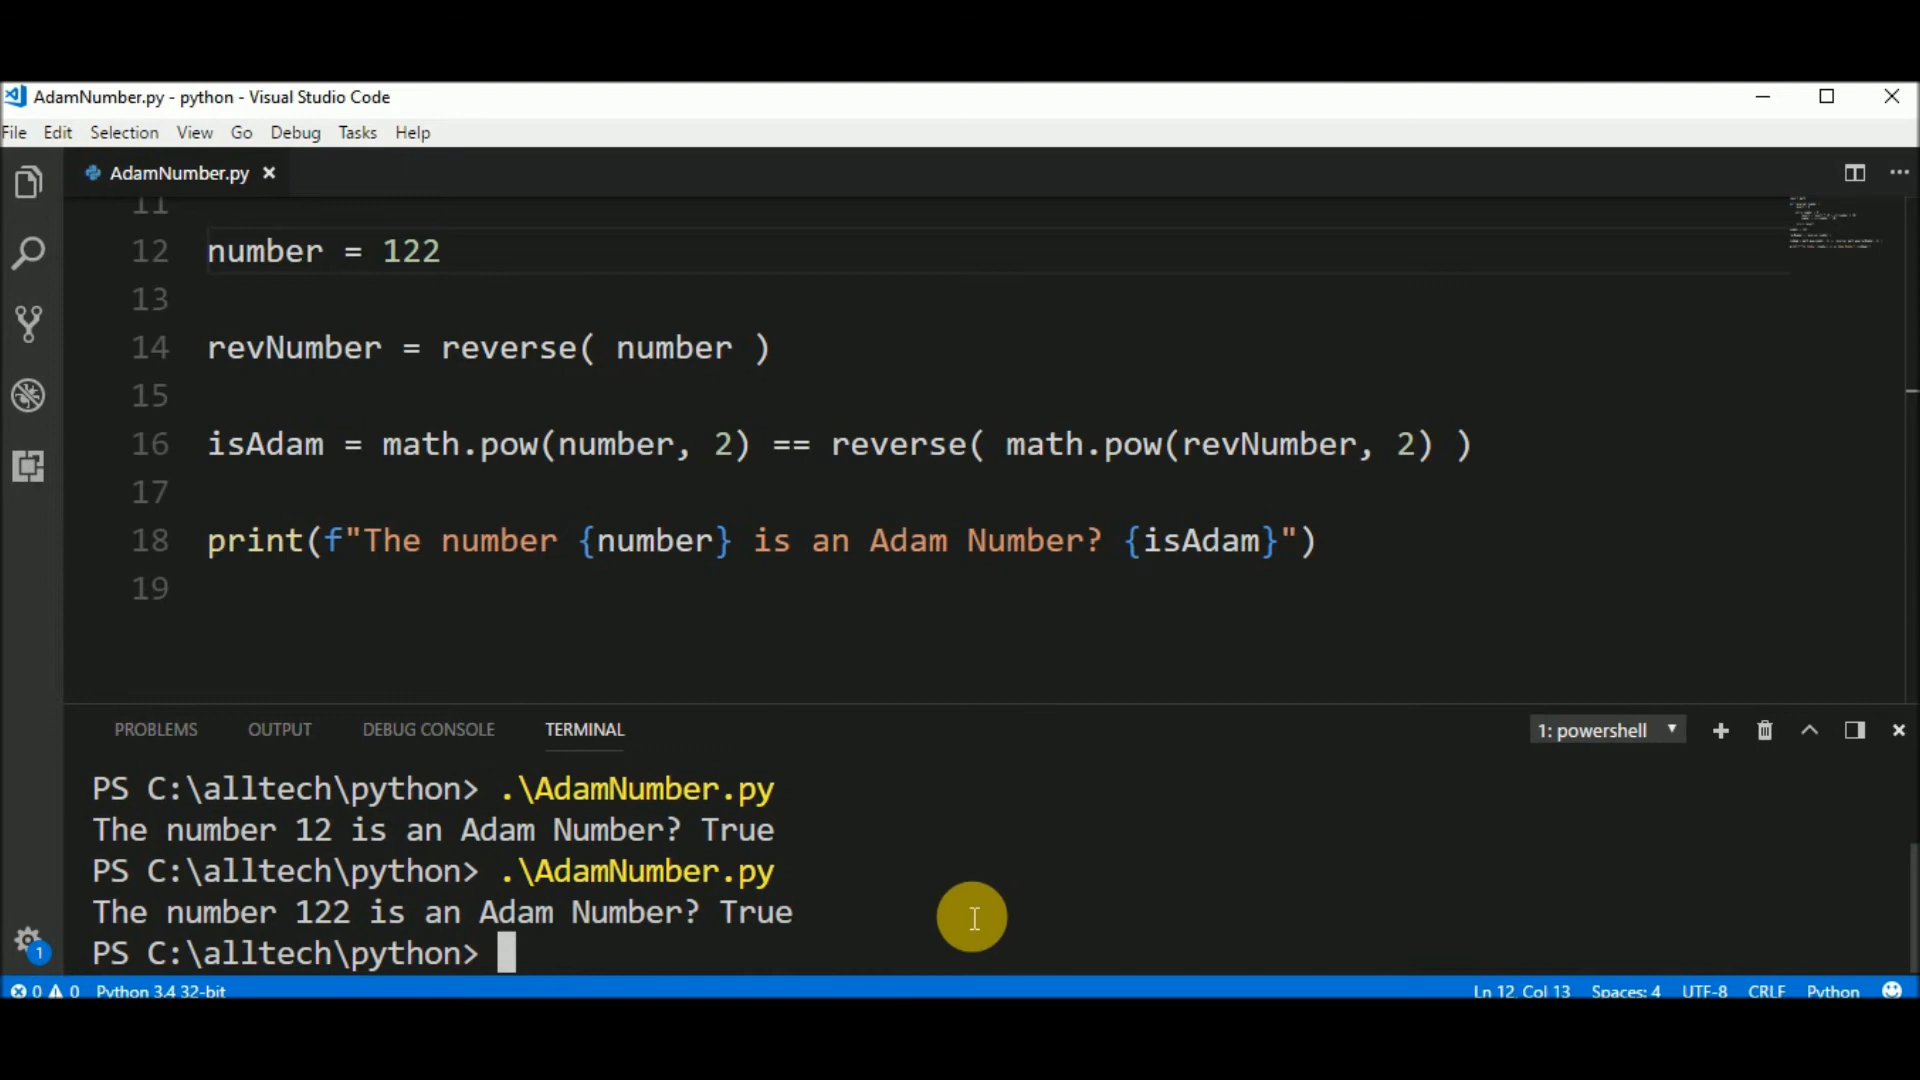 AdamNumber.py - python - Visual Studio Code
File Edit Selection View Go Debug Tasks Help
AdamNumber.py
11
12 number = 122
13
14 revNumber = reverse( number )
15
16 isAdam = math.pow(number, 2) == reverse( math.pow(revNumber, 2) )
17
18 print(f"The number {number} is an Adam Number? {isAdam}")
19
PROBLEMS OUTPUT DEBUG CONSOLE TERMINAL 1: powershell
PS C:\alltech\python> .\AdamNumber.py
The number 12 is an Adam Number? True
PS C:\alltech\python> .\AdamNumber.py
The number 122 is an Adam Number? True
PS C:\alltech\python>
1
0 0 Python 3.4 32-bit Ln 12, Col 13 Spaces: 4 UTF-8 CRLF Python